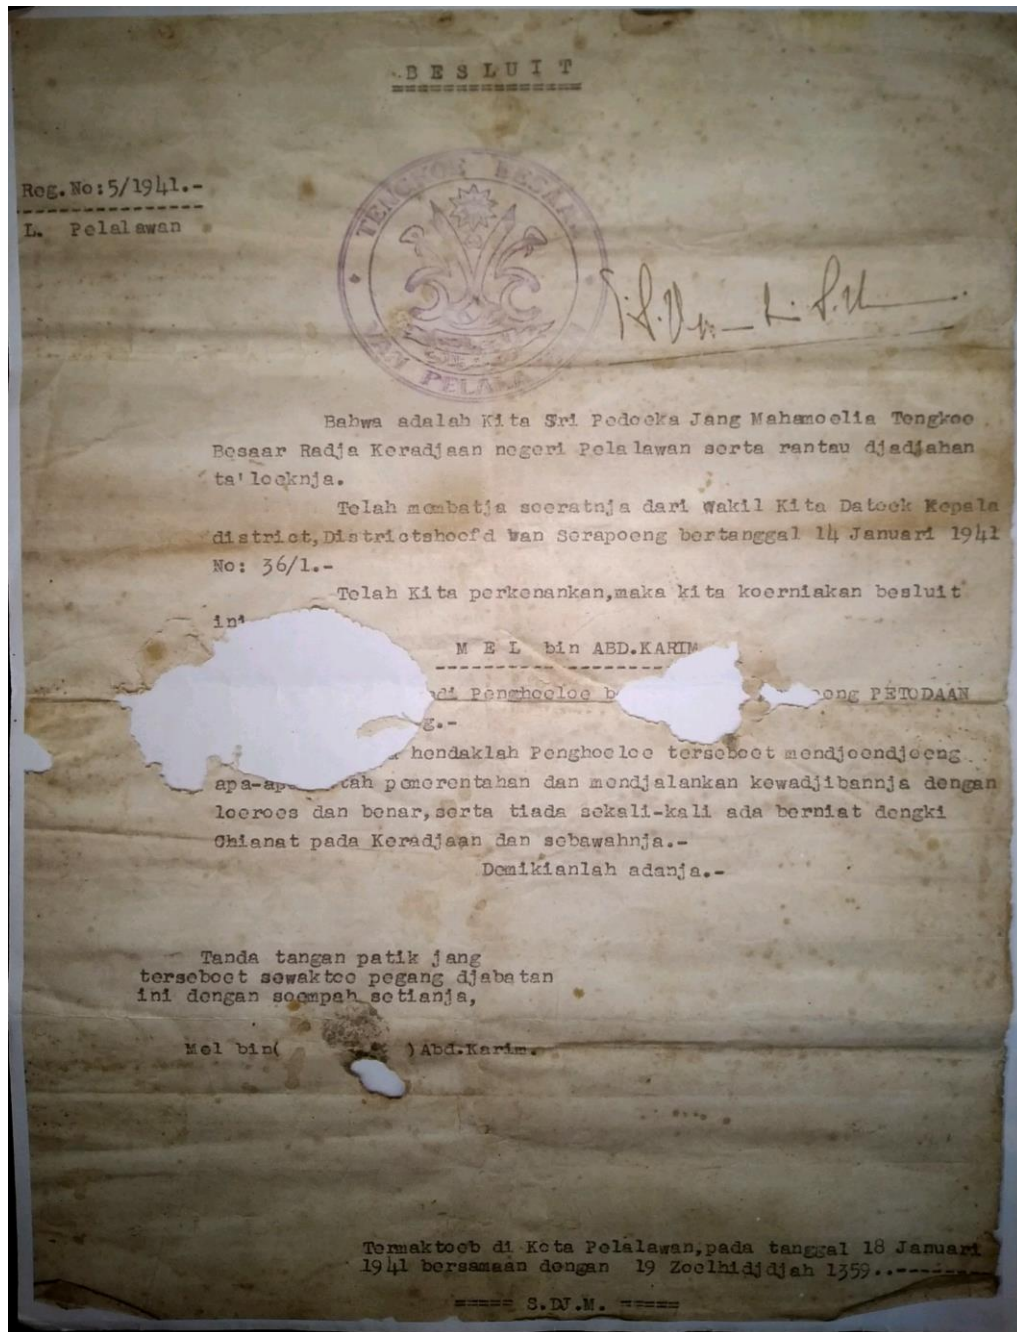 BESLUIT
===============
Reg.No:5/1941.-
L. Pelalawan
TENGKOE BESAAR
VAN PELALA
Bahwa adalah Kita Sri Pedoeka Jang Mahamoelia Tengkoe
Besaar Radja Keradjaan negeri Pelalawan serta rantau djadjahan
ta'loeknja.
Telah membatja soeratnja dari Wakil Kita Datoek Kepala
district,Districtshoofd Wan Serapoeng bertanggal 14 Januari 1941
No: 36/1.-
Telah Kita perkenankan,maka kita koerniakan besluit
ini
M E L bin ABD.KARIM
di Penghoeloe PETODAAN
hendaklah Penghoeloe terseboet mendjoendjoeng
pemerentahan dan mendjalankan kewadjibannja dengan
loeroes dan benar,serta tiada sekali-kali ada berniat dengki
Chianat pada Keradjaan dan sebawahnja.-
Demikianlah adanja.-
Tanda tangan patik jang
terseboet sewaktoe pegang djabatan
ini dengan soempah setianja,
Mel bin( )Abd.Karim.
Termaktoeb di Kota Pelalawan,pada tanggal 18 Januari
1941 bersamaan dengan 19 Zoelhidjdjah 1359..--------
===== S.DJ.M. =====